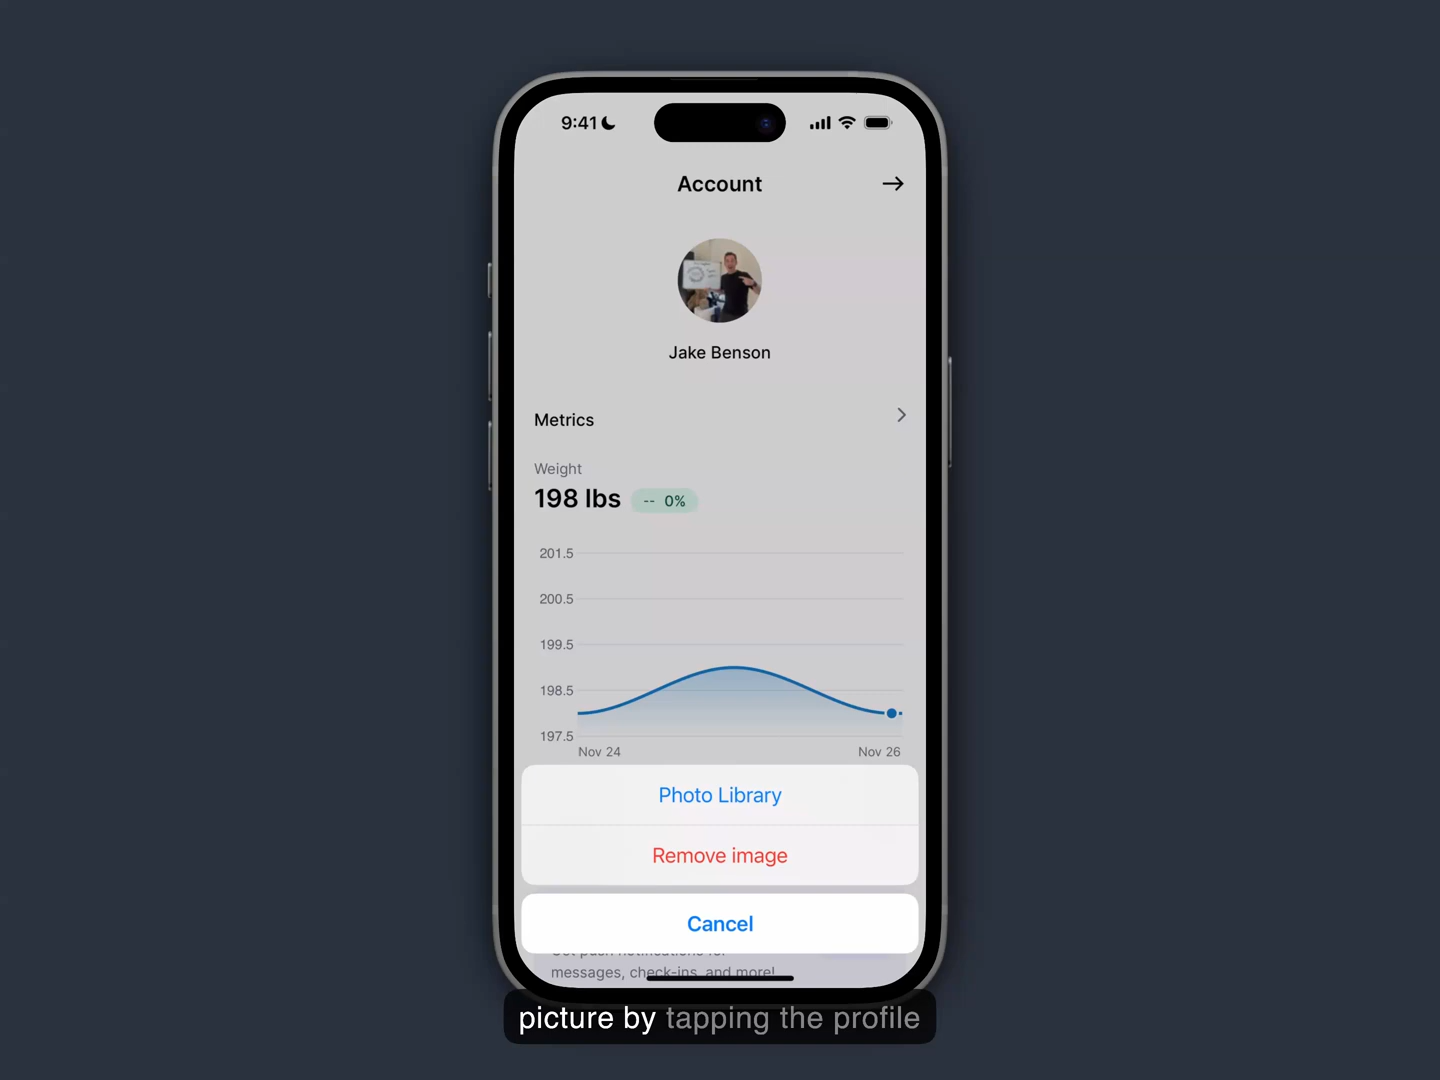 9:41
Account
Jake Benson
Metrics
Weight
198 lbs -- 0%
201.5
200.5
199.5
198.5
197.5
Nov 24 Nov 26
Photo Library
Remove image
Cancel
messages, check-ins, and more!
picture by tapping the profile